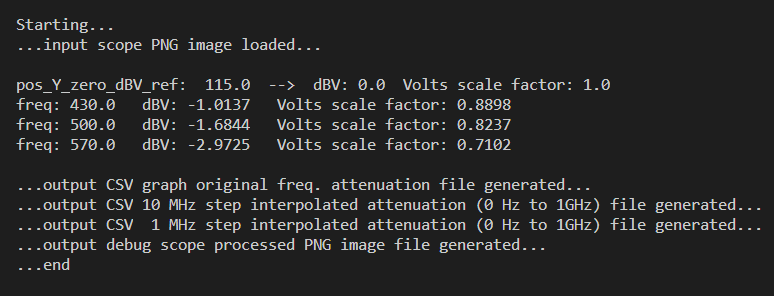 Starting...
...input scope PNG image loaded...
pos_Y_zero_dBV_ref:  115.0  -->  dBV: 0.0  Volts scale factor: 1.0
freq: 430.0   dBV: -1.0137   Volts scale factor: 0.8898
freq: 500.0   dBV: -1.6844   Volts scale factor: 0.8237
freq: 570.0   dBV: -2.9725   Volts scale factor: 0.7102
...output CSV graph original freq. attenuation file generated...
...output CSV 10 MHz step interpolated attenuation (0 Hz to 1GHz) file generated...
...output CSV  1 MHz step interpolated attenuation (0 Hz to 1GHz) file generated...
...output debug scope processed PNG image file generated...
...end